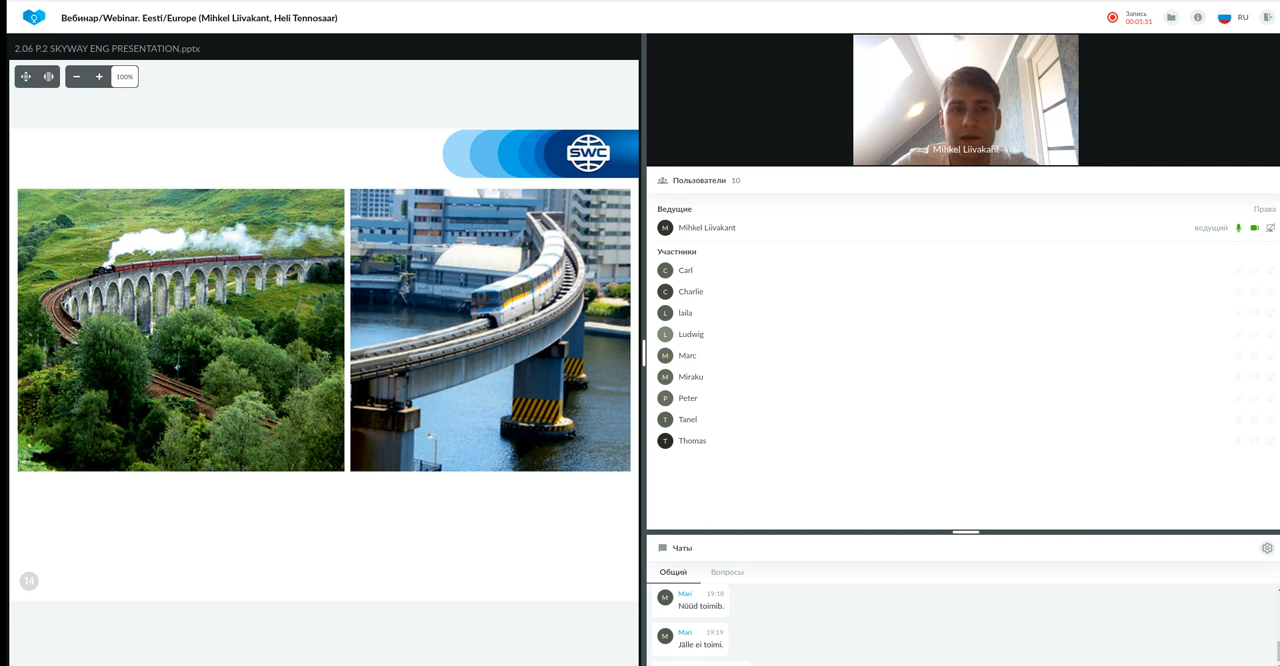 Вебинар/Webinar. Eesti/Europe (Mihkel Liivakant, Heli Tennosaar)
Запись
00:05:51
RU
2.06 P.2 SKYWAY ENG PRESENTATION.pptx
100%
SWC
14
Mihkel Liivakant
Пользователи 10
Ведущие
Права
M
Mihkel Liivakant
ведущий
Участники
C
Carl
C
Charlie
L
laila
L
Ludwig
M
Marc
M
Miraku
P
Peter
T
Tanel
T
Thomas
Чаты
Общий
Вопросы
M
Mari 19:18
Nüüd toimib.
M
Mari 19:19
Jälle ei toimi.